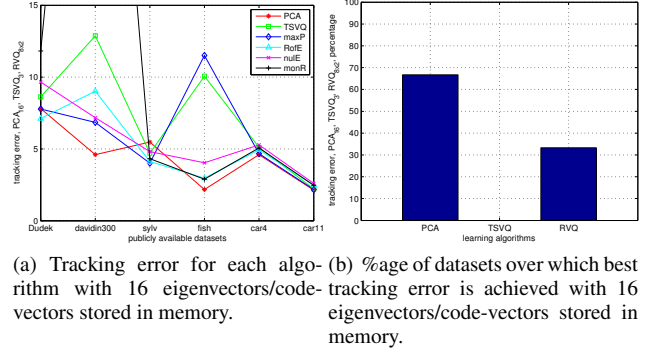 tracking error, PCA16, TSVQ3, RVQ8x2
15
10
5
0
PCA
TSVQ
maxP
RofE
nulE
monR
Dudek davidin300 sylv fish car4 car11
publicly available datasets
tracking error, PCA16, TSVQ3, RVQ8x2, percentage
100
90
80
70
60
50
40
30
20
10
0
PCA TSVQ RVQ
learning algorithms
(a) Tracking error for each algo-
rithm with 16 eigenvectors/code-
vectors stored in memory.
(b) %age of datasets over which best
tracking error is achieved with 16
eigenvectors/code-vectors stored in
memory.